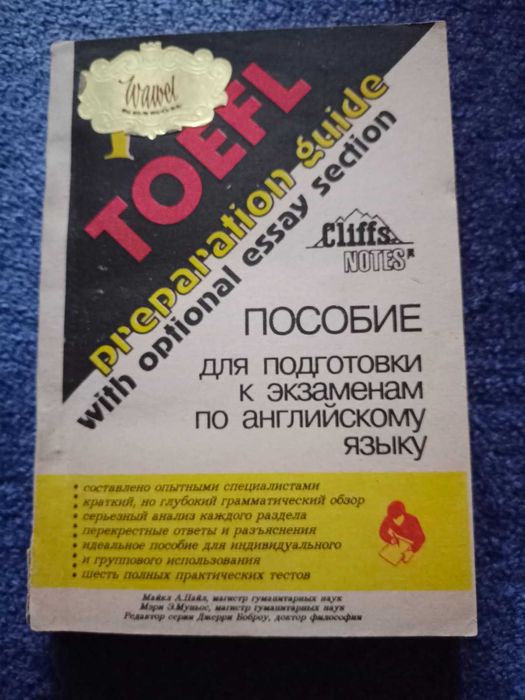 Wawel
TOEFL
preparation guide
with optional essay section
Cliffs
NOTES
ПОСОБИЕ
для подготовки
к экзаменам
по английскому
языку
• составлено опытными специалистами
• краткий, но глубокий грамматический обзор
• серьезный анализ каждого раздела
• перекрестные ответы и разъяснения
• идеальное пособие для индивидуального
• и группового использования
• шесть полных практических тестов
Майкл А.Пайл, магистр гуманитарных наук
Мэри Э.Муньос, магистр гуманитарных наук
Редактор серии Джерри Боброу, доктор философии